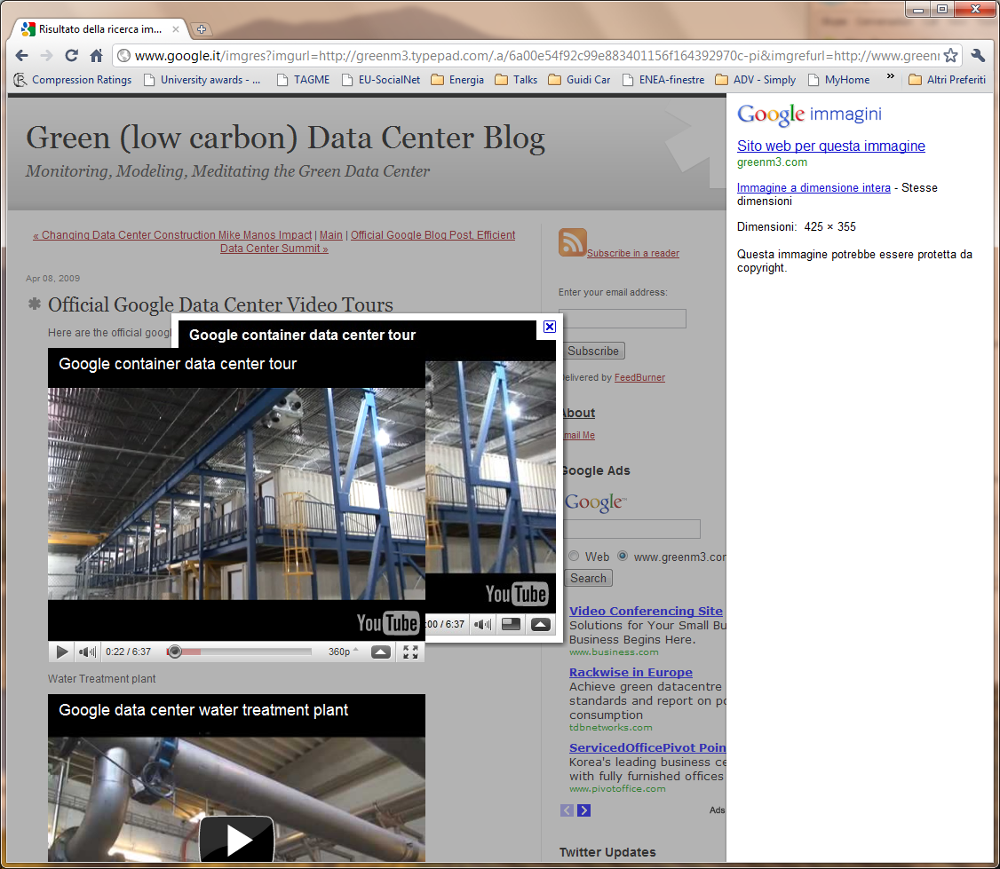 Risultato della ricerca im...
www.google.it/imgres?imgurl=http://greenm3.typepad.com/.a/6a00e54f92c99e883401156f164392970c-pi&imgrefurl=http://www.greenr
Compression Ratings
University awards - ...
TAGME
EU-SocialNet
Energia
Talks
Guidi Car
ENEA-finestre
ADV - Simply
MyHome
»
Altri Preferiti
Green (low carbon) Data Center Blog
Monitoring, Modeling, Meditating the Green Data Center
« Changing Data Center Construction Mike Manos Impact | Main | Official Google Blog Post, Efficient
Data Center Summit »
Apr 08, 2009
Official Google Data Center Video Tours
Here are the official googl
Google container data center tour
Google container data center tour
YouTube
:00 / 6:37
YouTube
0:22 / 6:37
360p
Water Treatment plant
Google data center water treatment plant
Subscribe in a reader
Enter your email address:
Subscribe
Delivered by FeedBurner
About
Email Me
Google Ads
Google™
Web
www.greenm3.com
Search
Video Conferencing Site
Solutions for Your Small Bu
Business Begins Here.
www.business.com
Rackwise in Europe
Achieve green datacentre
standards and report on po
consumption
tdbnetworks.com
ServicedOfficePivot Poin
Korea's leading business ce
with fully furnished offices
www.pivotoffice.com
Ads
Twitter Updates
Google immagini
Sito web per questa immagine
greenm3.com
Immagine a dimensione intera - Stesse
dimensioni
Dimensioni: 425 × 355
Questa immagine potrebbe essere protetta da
copyright.